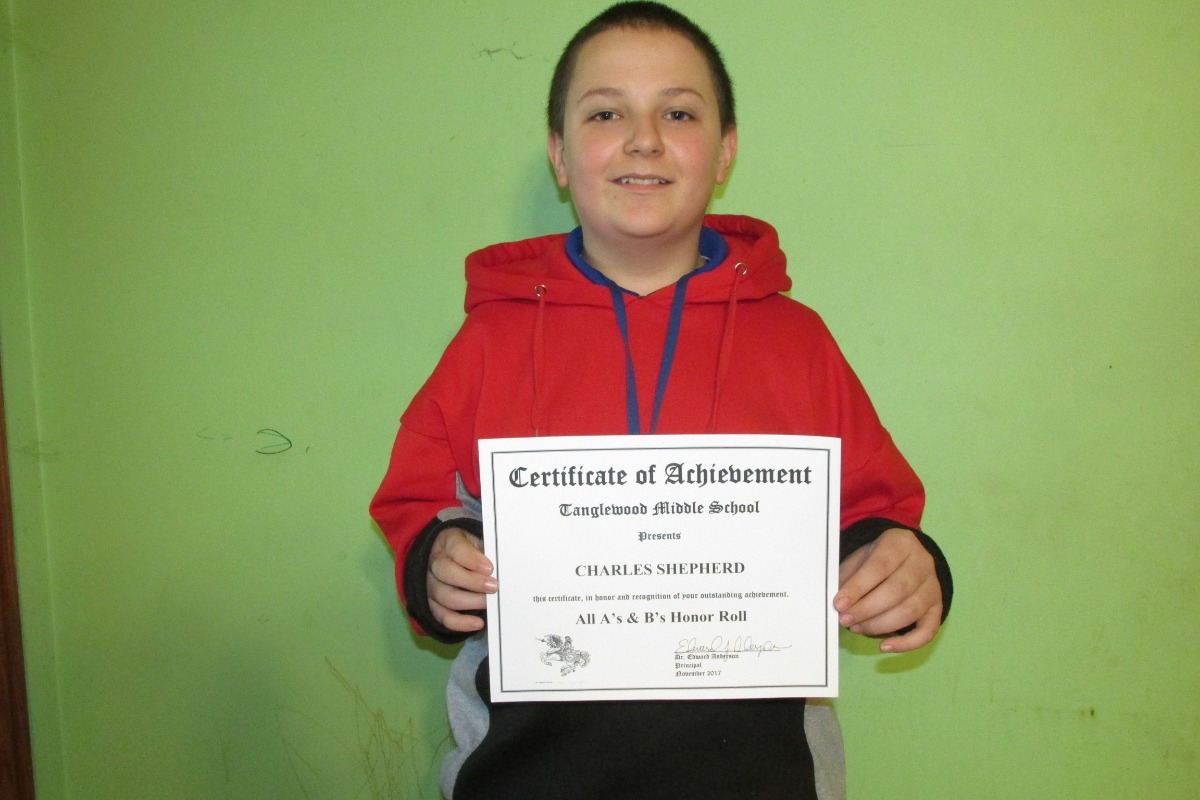 Certificate of Achievement
Tanglewood Middle School
Presents
CHARLES SHEPHERD
this certificate, in honor and recognition of your outstanding achievement.
All A's & B's Honor Roll
Dr. Edward Anderson
Principal
November 2017